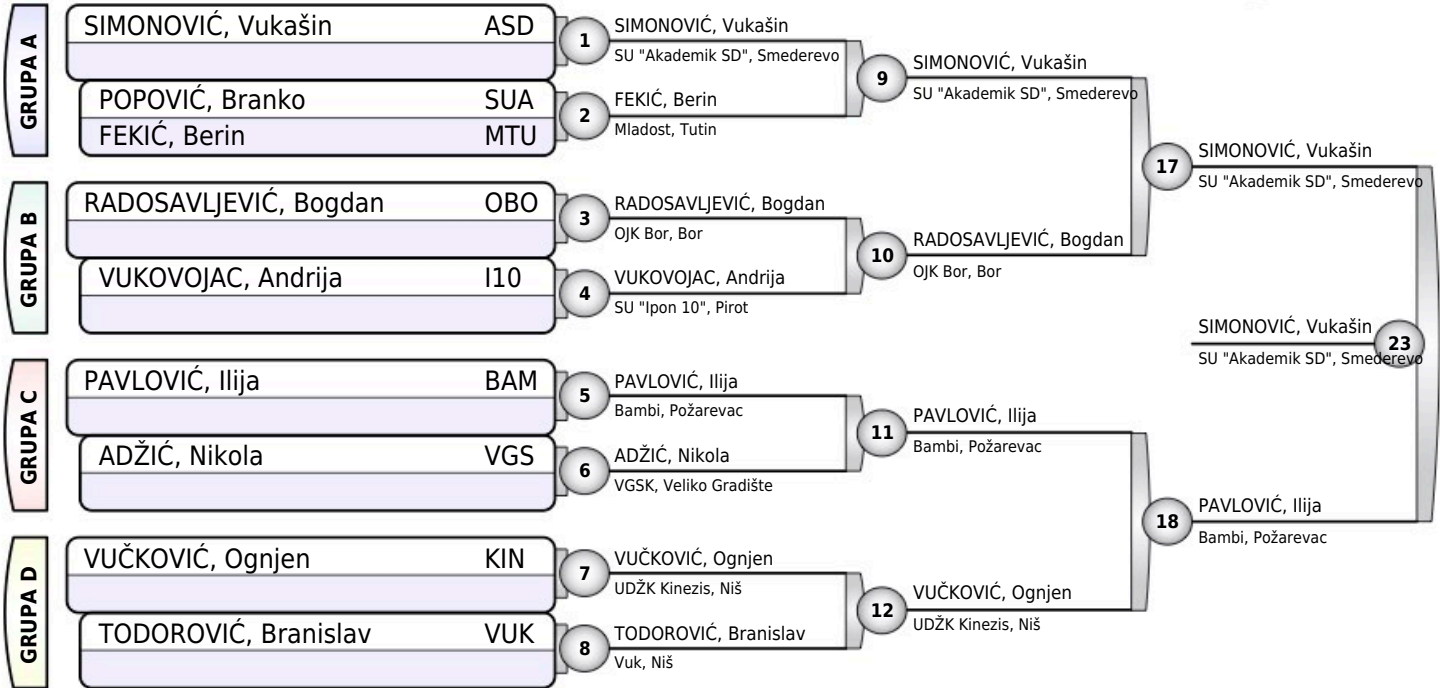 GRUPA A
SIMONOVIĆ, Vukašin ASD
POPOVIĆ, Branko SUA
FEKIĆ, Berin MTU
GRUPA B
RADOSAVLJEVIĆ, Bogdan OBO
VUKOVOJAC, Andrija I10
GRUPA C
PAVLOVIĆ, Ilija BAM
ADŽIĆ, Nikola VGS
GRUPA D
VUČKOVIĆ, Ognjen KIN
TODOROVIĆ, Branislav VUK
1
SIMONOVIĆ, Vukašin
SU "Akademik SD", Smederevo
2
FEKIĆ, Berin
Mladost, Tutin
3
RADOSAVLJEVIĆ, Bogdan
OJK Bor, Bor
4
VUKOVOJAC, Andrija
SU "Ipon 10", Pirot
5
PAVLOVIĆ, Ilija
Bambi, Požarevac
6
ADŽIĆ, Nikola
VGSK, Veliko Gradište
7
VUČKOVIĆ, Ognjen
UDŽK Kinezis, Niš
8
TODOROVIĆ, Branislav
Vuk, Niš
9
SIMONOVIĆ, Vukašin
SU "Akademik SD", Smederevo
10
RADOSAVLJEVIĆ, Bogdan
OJK Bor, Bor
11
PAVLOVIĆ, Ilija
Bambi, Požarevac
12
VUČKOVIĆ, Ognjen
UDŽK Kinezis, Niš
17
SIMONOVIĆ, Vukašin
SU "Akademik SD", Smederevo
18
PAVLOVIĆ, Ilija
Bambi, Požarevac
SIMONOVIĆ, Vukašin
SU "Akademik SD", Smederevo
23